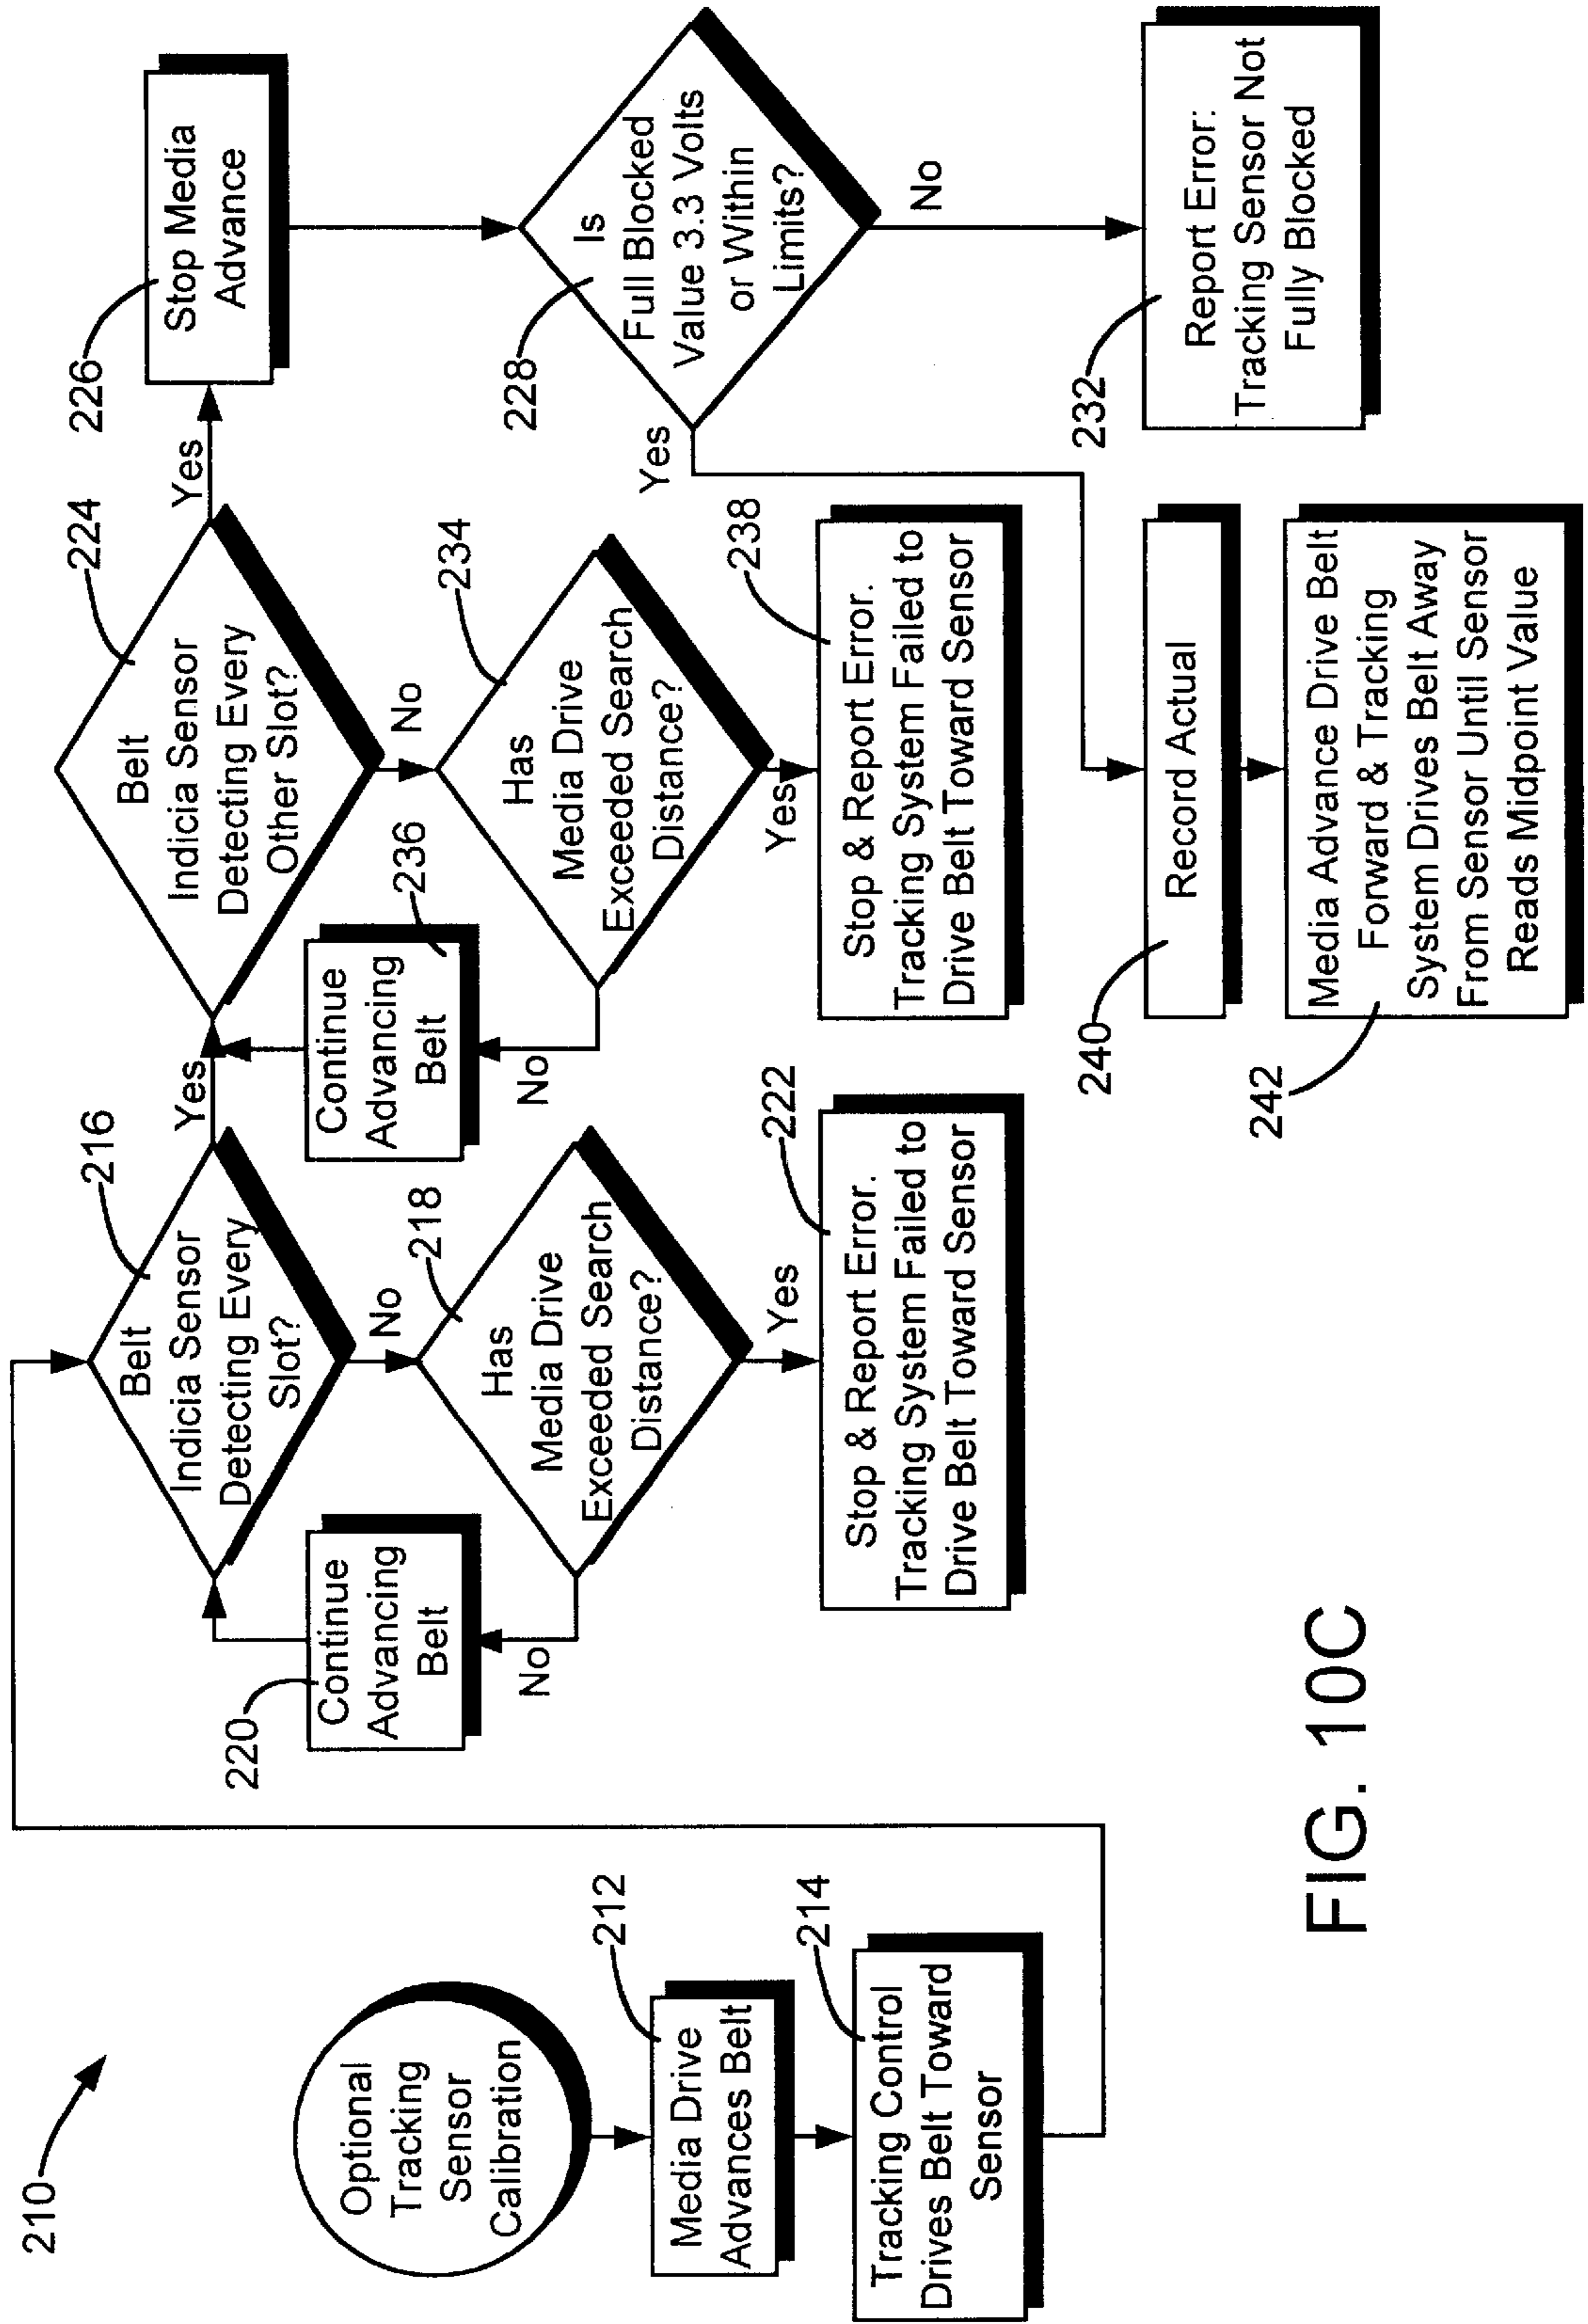 210
Optional
Tracking
Sensor
Calibration
212
Media Drive
Advances Belt
214
Tracking Control
Drives Belt Toward
Sensor
216
Belt
Indicia Sensor
Detecting Every
Slot?
Yes
No
218
Has
Media Drive
Exceeded Search
Distance?
No
Yes
220
Continue
Advancing
Belt
222
Stop & Report Error.
Tracking System Failed to
Drive Belt Toward Sensor
224
Belt
Indicia Sensor
Detecting Every
Other Slot?
Yes
No
234
Has
Media Drive
Exceeded Search
Distance?
No
Yes
236
Continue
Advancing
Belt
238
Stop & Report Error.
Tracking System Failed to
Drive Belt Toward Sensor
226
Stop Media
Advance
228
Is
Full Blocked
Value 3.3 Volts
or Within
Limits?
Yes
No
232
Report Error:
Tracking Sensor Not
Fully Blocked
240
Record Actual
242
Media Advance Drive Belt
Forward & Tracking
System Drives Belt Away
From Sensor Until Sensor
Reads Midpoint Value
FIG. 10C